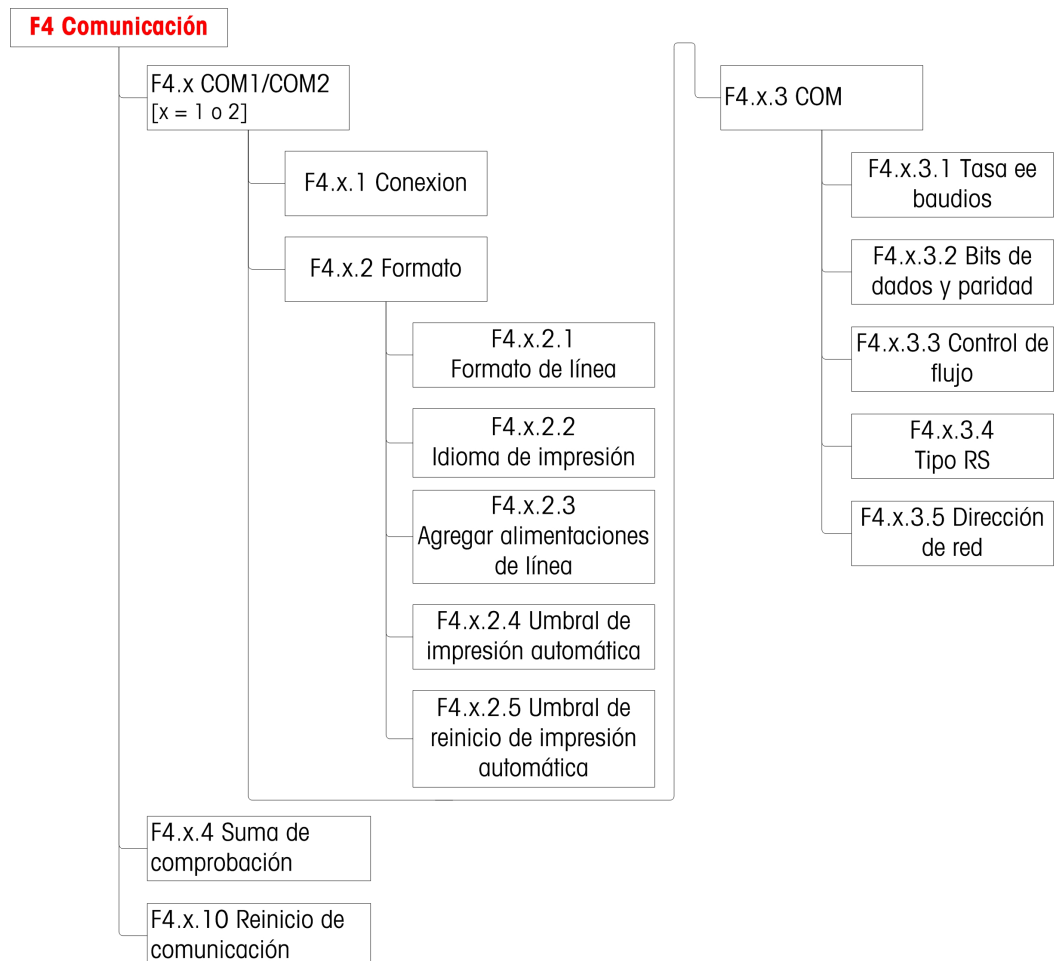 F4 Comunicación
F4.x COM1/COM2
[x = 1 o 2]
F4.x.1 Conexion
F4.x.2 Formato
F4.x.2.1
Formato de línea
F4.x.2.2
Idioma de impresión
F4.x.2.3
Agregar alimentaciones
de línea
F4.x.2.4 Umbral de
impresión automática
F4.x.2.5 Umbral de
reinicio de impresión
automática
F4.x.3 COM
F4.x.3.1 Tasa ee
baudios
F4.x.3.2 Bits de
dados y paridad
F4.x.3.3 Control de
flujo
F4.x.3.4
Tipo RS
F4.x.3.5 Dirección
de red
F4.x.4 Suma de
comprobación
F4.x.10 Reinicio de
comunicación